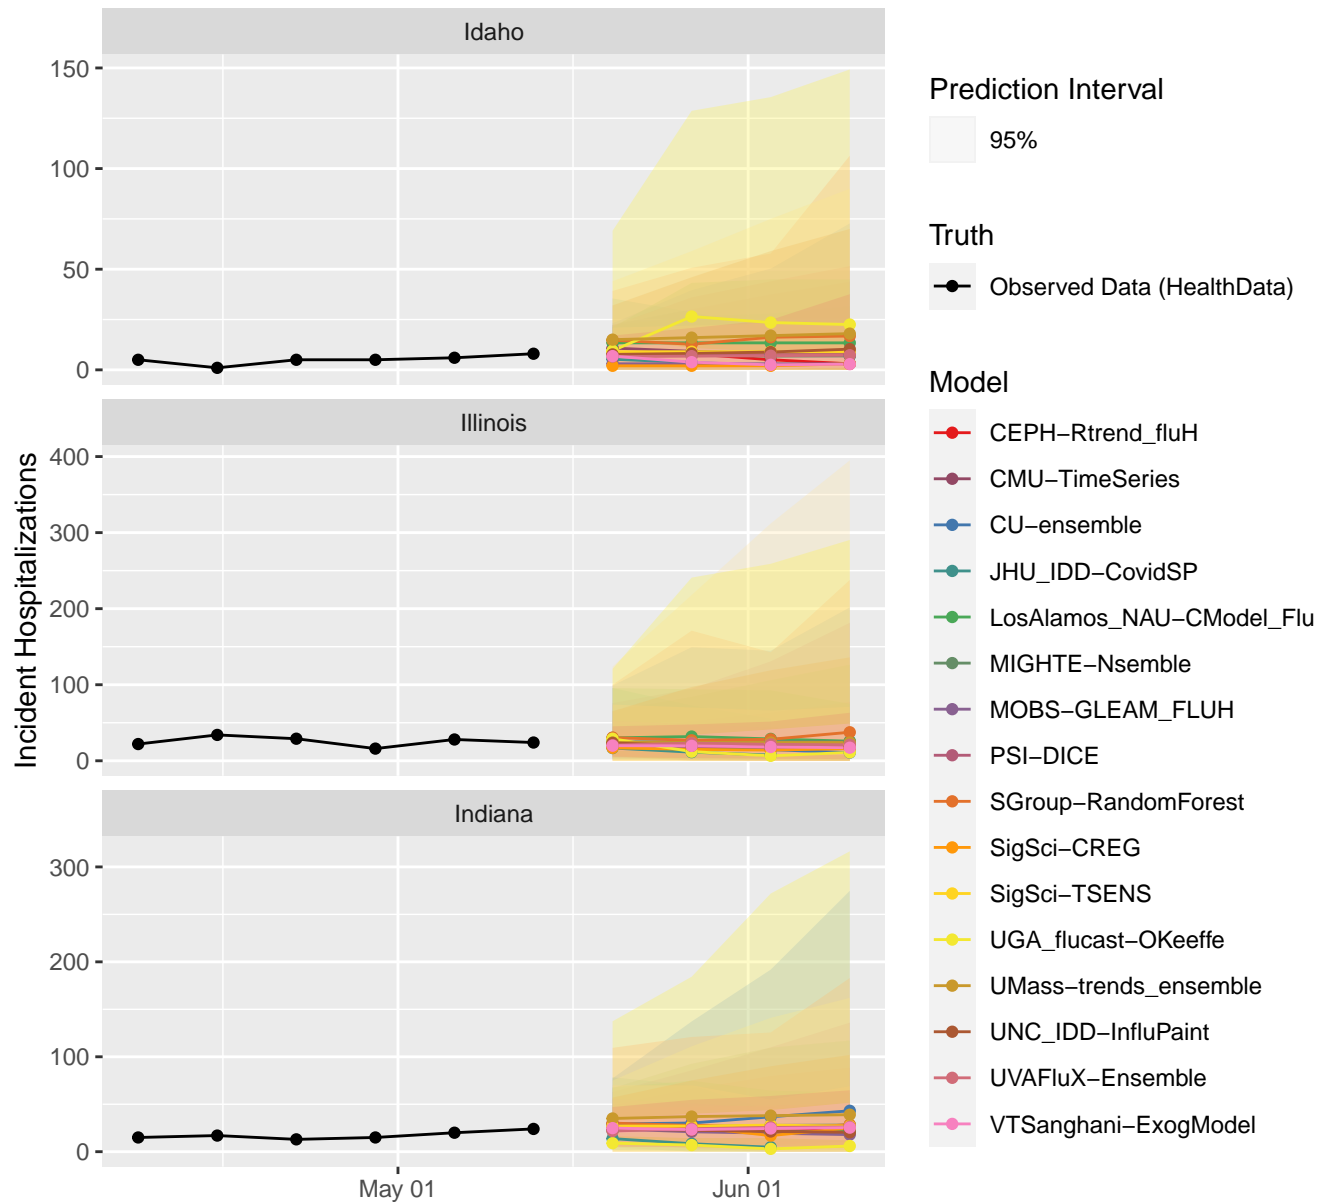 Idaho
150
100
50
0
Illinois
400
300
200
100
0
Indiana
300
200
100
0
May 01
Jun 01
Incident Hospitalizations
Prediction Interval
95%
Truth
Observed Data (HealthData)
Model
CEPH−Rtrend_fluH
CMU−TimeSeries
CU−ensemble
JHU_IDD−CovidSP
LosAlamos_NAU−CModel_Flu
MIGHTE−Nsemble
MOBS−GLEAM_FLUH
PSI−DICE
SGroup−RandomForest
SigSci−CREG
SigSci−TSENS
UGA_flucast−OKeeffe
UMass−trends_ensemble
UNC_IDD−InfluPaint
UVAFluX−Ensemble
VTSanghani−ExogModel